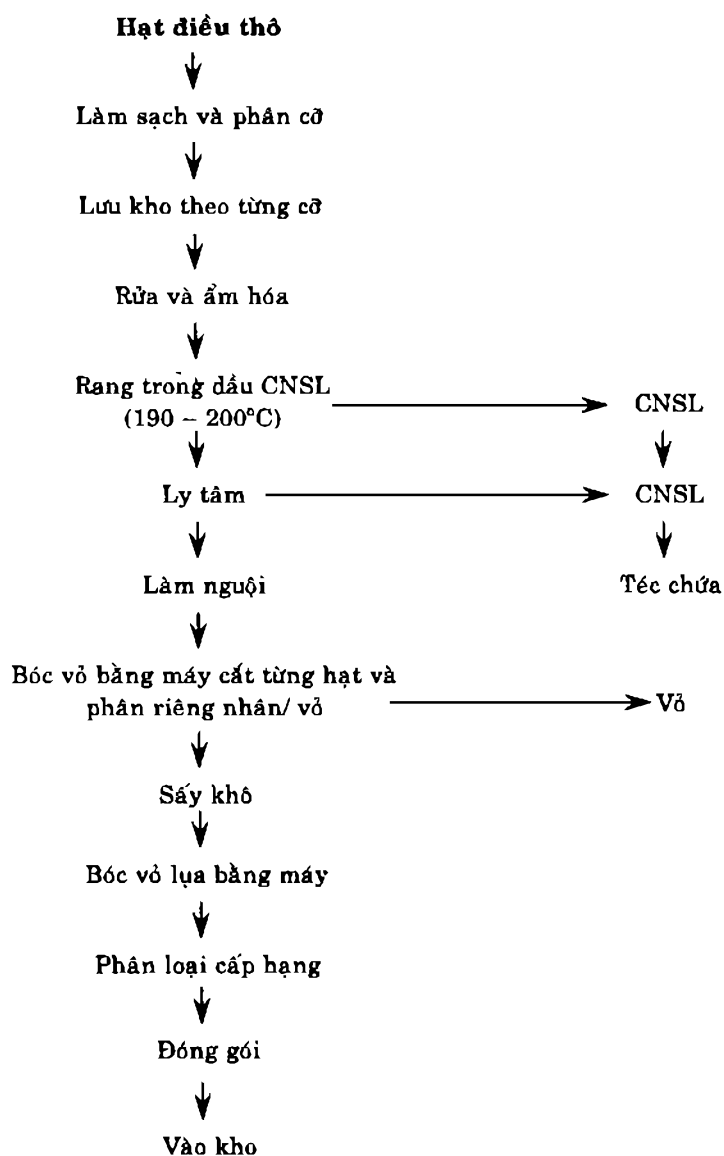 Hạt điều thô
Làm sạch và phân cỡ
Lưu kho theo từng cỡ
Rửa và ẩm hóa
Rang trong dầu CNSL
(190 – 200°C)
CNSL
Ly tâm
CNSL
Làm nguội
Téc chứa
Bóc vỏ bằng máy cắt từng hạt và
phân riêng nhân/ vỏ
Vỏ
Sấy khô
Bóc vỏ lụa bằng máy
Phân loại cấp hạng
Đóng gói
Vào kho